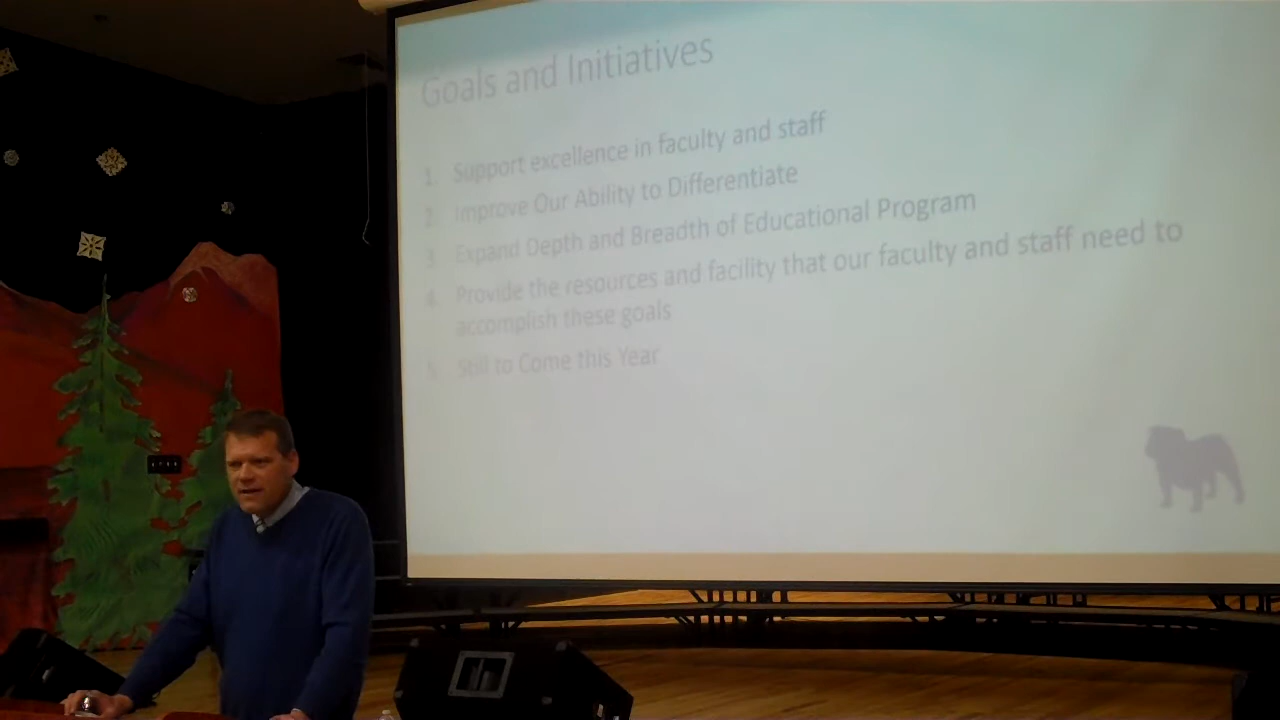 Goals and Initiatives
1. Support excellence in faculty and staff
2. Improve Our Ability to Differentiate
3. Expand Depth and Breadth of Educational Program
4. Provide the resources and facility that our faculty and staff need to
accomplish these goals
5. Still to Come this Year